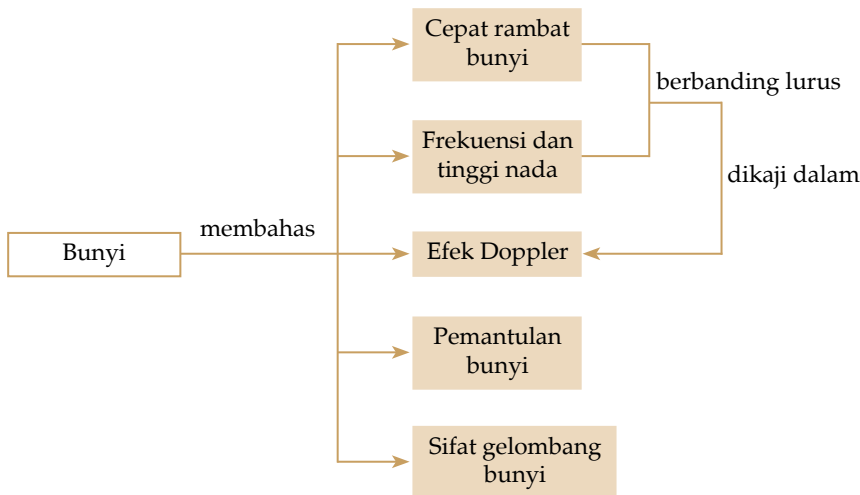 Cepat rambat
bunyi
berbanding lurus
Frekuensi dan
tinggi nada
dikaji dalam
membahas
Bunyi
Efek Doppler
Pemantulan
bunyi
Sifat gelombang
bunyi